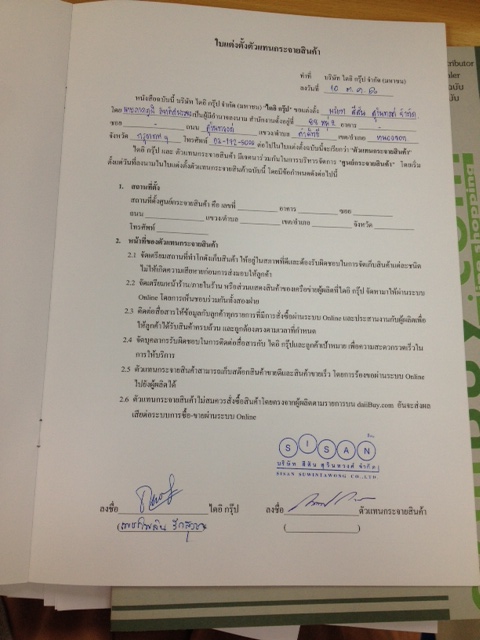 ใบแต่งตั้งตัวแทนกระจายสินค้า
ทำที่ บริษัท ไดอิ กรุ๊ป จำกัด (มหาชน)
ลงวันที่ 10 ต.ค.
หนังสือฉบับนี้ บริษัท ไดอิ กรุ๊ป จำกัด (มหาชน) "ไดอิ กรุ๊ป" ขอแต่งตั้ง บริษัท สีสัน สุวินทวงศ์ จำกัด
โดย เป็นผู้มีอำนาจลงนาม สำนักงานตั้งอยู่ที่ อาคาร
ซอย ถนน สุวินทวงศ์ แขวง/ตำบล ลำผักชี เขต/อำเภอ หนองจอก
จังหวัด กรุงเทพฯ โทรศัพท์ ต่อไปในใบแต่งตั้งฉบับนี้จะเรียกว่า "ตัวแทนกระจายสินค้า"
ไดอิ กรุ๊ป และ ตัวแทนกระจายสินค้า มีเจตนาร่วมกันในการบริหารจัดการ "ศูนย์กระจายสินค้า" โดยเริ่ม
ตั้งแต่วันที่ลงนามในใบแต่งตั้งตัวแทนกระจายสินค้าฉบับนี้ โดยมีข้อกำหนดดังต่อไปนี้
1. สถานที่ตั้ง
สถานที่ตั้งศูนย์กระจายสินค้า คือ เลขที่ อาคาร ซอย
ถนน แขวง/ตำบล เขต/อำเภอ จังหวัด
โทรศัพท์
2. หน้าที่ของตัวแทนกระจายสินค้า
2.1 จัดเตรียมสถานที่ทำโกดังเก็บสินค้า ให้อยู่ในสภาพที่ดีและต้องรับผิดชอบในการจัดเก็บสินค้าแต่ละชนิด
ไม่ให้เกิดความเสียหายก่อนการส่งมอบให้ลูกค้า
2.2 จัดเตรียมหน้าร้าน/ภายในร้าน หรือส่วนแสดงสินค้าของเครือข่ายผู้ผลิตที่ไดอิ กรุ๊ป จัดหามาให้ผ่านระบบ
Online โดยการเห็นชอบร่วมกันทั้งสองฝ่าย
2.3 ติดต่อสื่อสารให้ข้อมูลกับลูกค้าทุกรายการที่มีการสั่งซื้อผ่านระบบ Online และประสานงานกับผู้ผลิตเพื่อ
ให้ลูกค้าได้รับสินค้าครบถ้วน และถูกต้องตรงตามเวลาที่กำหนด
2.4 จัดบุคลากรรับผิดชอบในการติดต่อสื่อสารกับ ไดอิ กรุ๊ปและลูกค้าเป้าหมาย เพื่อความสะดวกรวดเร็วใน
การให้บริการ
2.5 ตัวแทนกระจายสินค้าสามารถเก็บสต๊อกสินค้าขายดีและสินค้าขายเร็ว โดยการร้องขอผ่านระบบ Online
ไปยังผู้ผลิตได้
2.6 ตัวแทนกระจายสินค้าไม่สมควรสั่งซื้อสินค้าโดยตรงจากผู้ผลิตตามรายการบน daiiBuy.com อันจะส่งผล
เสียต่อระบบการซื้อ-ขายผ่านระบบ Online
SISAN
บริษัท สีสัน สุวินทวงศ์ จำกัด
SISAN SUWINTAWONG CO.,LTD.
ลงชื่อ ไดอิ กรุ๊ป ลงชื่อ ตัวแทนกระจายสินค้า